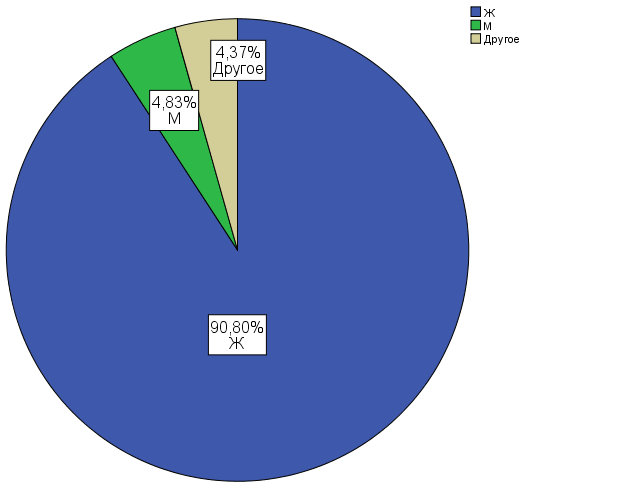 Ж
М
Другое
4,37%
Другое
4,83%
М
90,80%
Ж